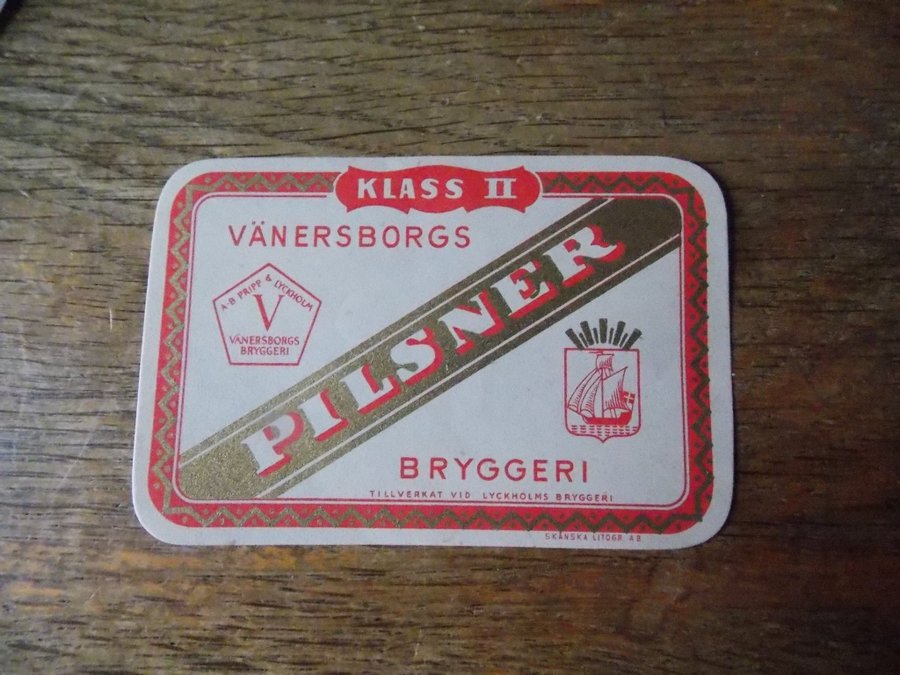 KLASS II
VÄNERSBORGS
PILSNER
A-B PRIPP & LYCKHOLM
V
VÄNERSBORGS
BRYGGERI
BRYGGERI
TILLVERKAT VID LYCKHOLMS BRYGGERI
SKÅNSKA LITOGR. AB